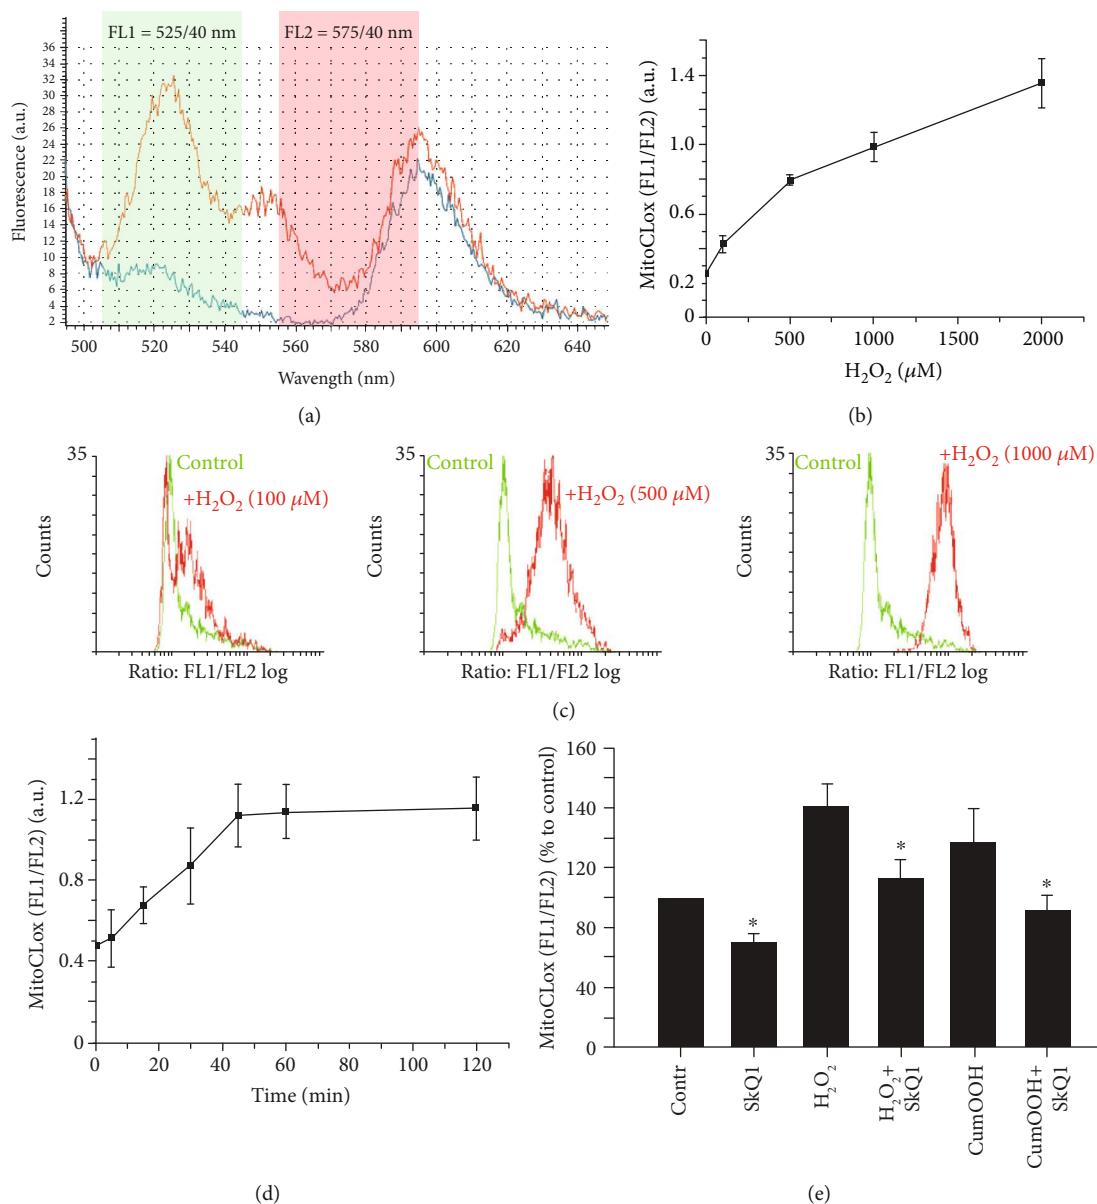 FL1 = 525/40 nm
FL2 = 575/40 nm
Fluorescence (a.u.)
36
34
32
30
28
26
24
22
20
18
16
14
12
10
8
6
4
2
500
520
540
560
580
600
620
640
Wavength (nm)
(a)
MitoCLox (FL1/FL2) (a.u.)
1.4
1.0
0.6
0.2
0
0
500
1000
1500
2000
H₂O₂ (μM)
(b)
35
Control
+H₂O₂ (100 μM)
Counts
Ratio: FL1/FL2 log
35
Control
+H₂O₂ (500 μM)
Counts
Ratio: FL1/FL2 log
35
Control
+H₂O₂ (1000 μM)
Counts
Ratio: FL1/FL2 log
(c)
MitoCLox (FL1/FL2) (a.u.)
1.2
0.8
0.4
0
0
20
40
60
80
100
120
Time (min)
(d)
MitoCLox (FL1/FL2) (% to control)
160
140
120
100
80
40
0
*
*
*
Contr
SkQ1
H₂O₂
H₂O₂+
SkQ1
CumOOH
CumOOH+
SkQ1
(e)